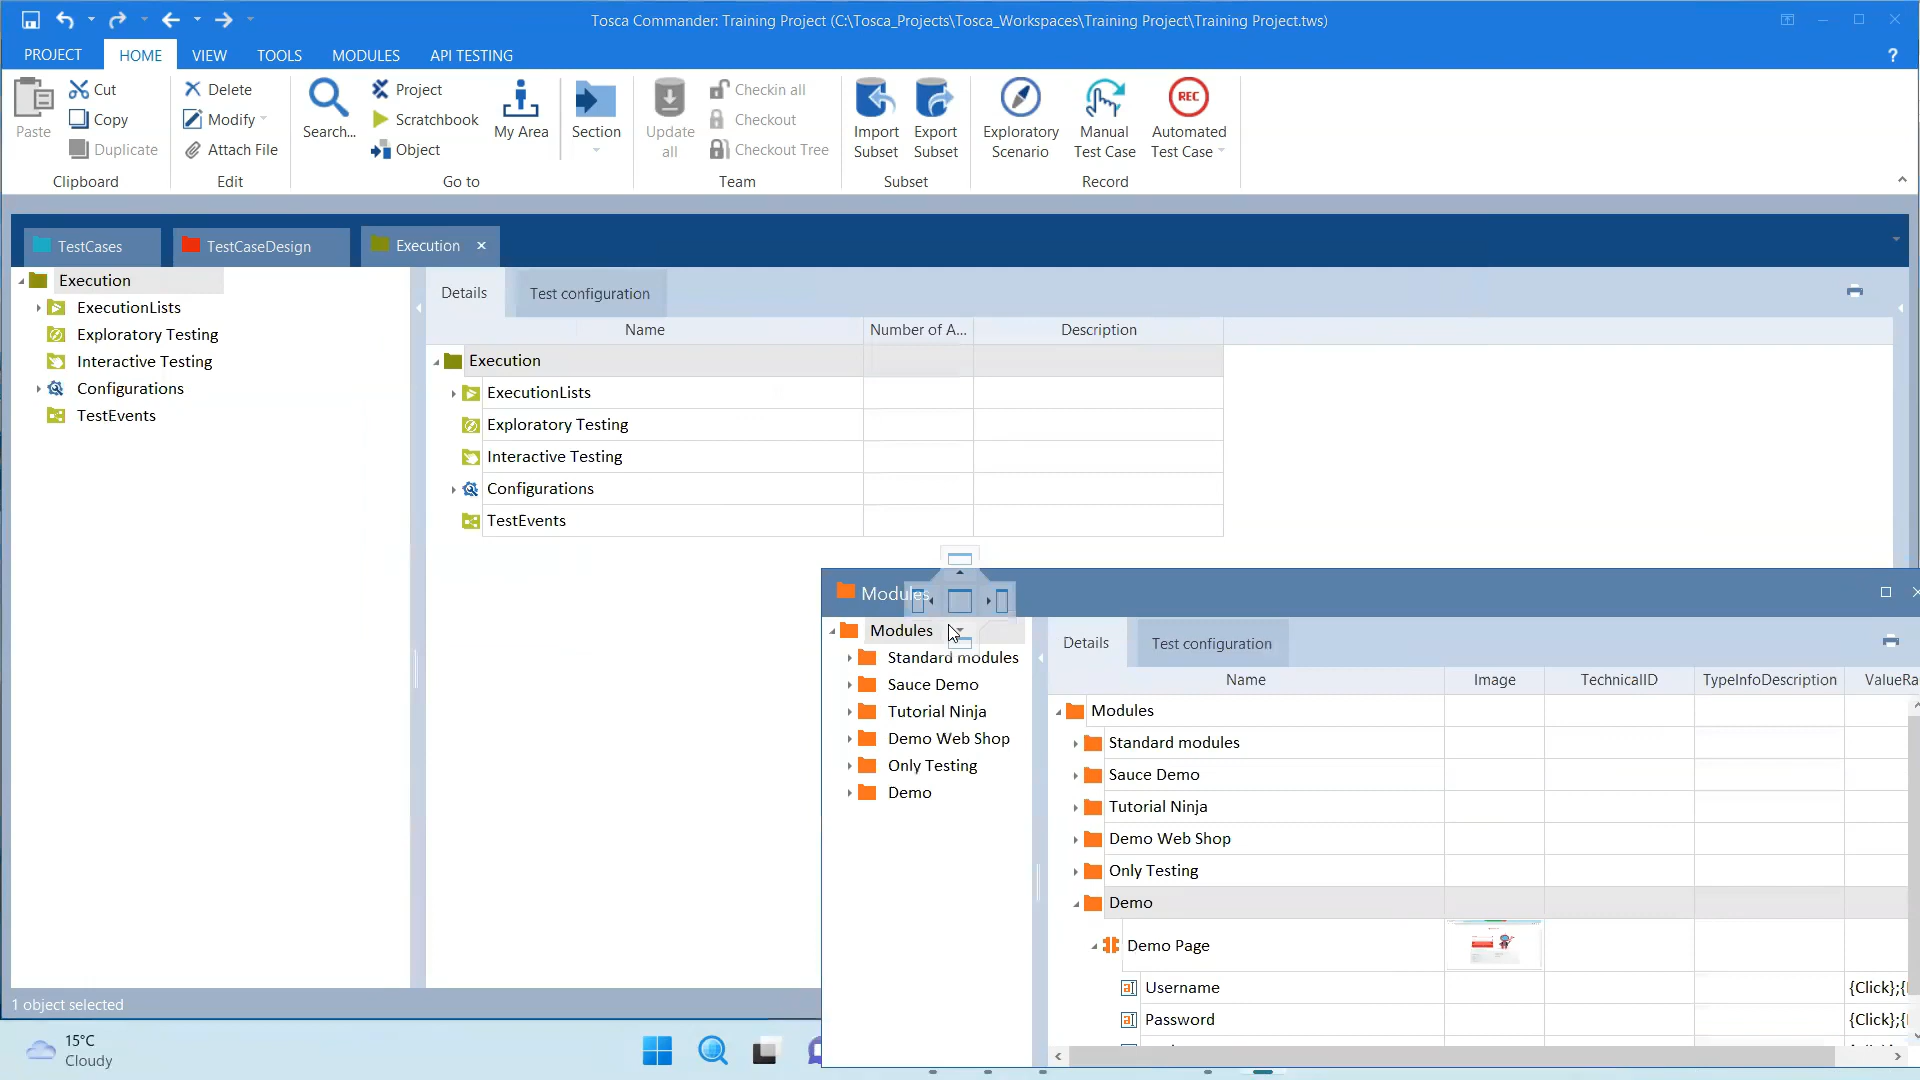 Tosca Commander: Training Project (C:\Tosca_Projects\Tosca_Workspaces\Training Project\Training Project.tws)
PROJECT HOME VIEW TOOLS MODULES API TESTING ?
Paste
Cut
Copy
Duplicate
Clipboard
Delete
Modify
Attach File
Edit
Search...
Project
Scratchbook
Object
My Area
Section
Go to
Update all
Checkin all
Checkout
Checkout Tree
Team
Import Subset
Export Subset
Subset
Exploratory Scenario
Manual Test Case
REC
Automated Test Case
Record
TestCases TestCaseDesign Execution
Execution
ExecutionLists
Exploratory Testing
Interactive Testing
Configurations
TestEvents
Details Test configuration
Name Number of A... Description
Execution
ExecutionLists
Exploratory Testing
Interactive Testing
Configurations
TestEvents
Modules
Modules
Standard modules
Sauce Demo
Tutorial Ninja
Demo Web Shop
Only Testing
Demo
Details Test configuration
Name Image TechnicalID TypeInfoDescription ValueRa
Modules
Standard modules
Sauce Demo
Tutorial Ninja
Demo Web Shop
Only Testing
Demo
Demo Page
Username {Click};{
Password {Click};{
1 object selected
15°C
Cloudy